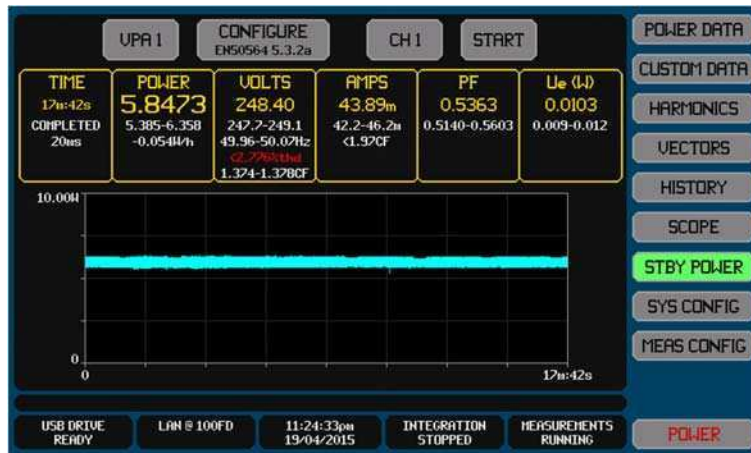 VPA 1
CONFIGURE
EN50564 5.3.2a
CH 1
START
TIME
17m:42s
COMPLETED
20ms
POWER
5.8473
5.385-6.358
-0.054W/h
VOLTS
248.40
247.7-249.1
49.96-50.07Hz
<2.776%thd
1.374-1.378CF
AMPS
43.89m
42.2-46.2m
<1.97CF
PF
0.5363
0.5140-0.5603
Ue (W)
0.0103
0.009-0.012
10.00W
0
0
17m:42s
USB DRIVE
READY
LAN @ 100FD
11:24:33pm
19/04/2015
INTEGRATION
STOPPED
MEASUREMENTS
RUNNING
POWER DATA
CUSTOM DATA
HARMONICS
VECTORS
HISTORY
SCOPE
STBY POWER
SYS CONFIG
MEAS CONFIG
POWER